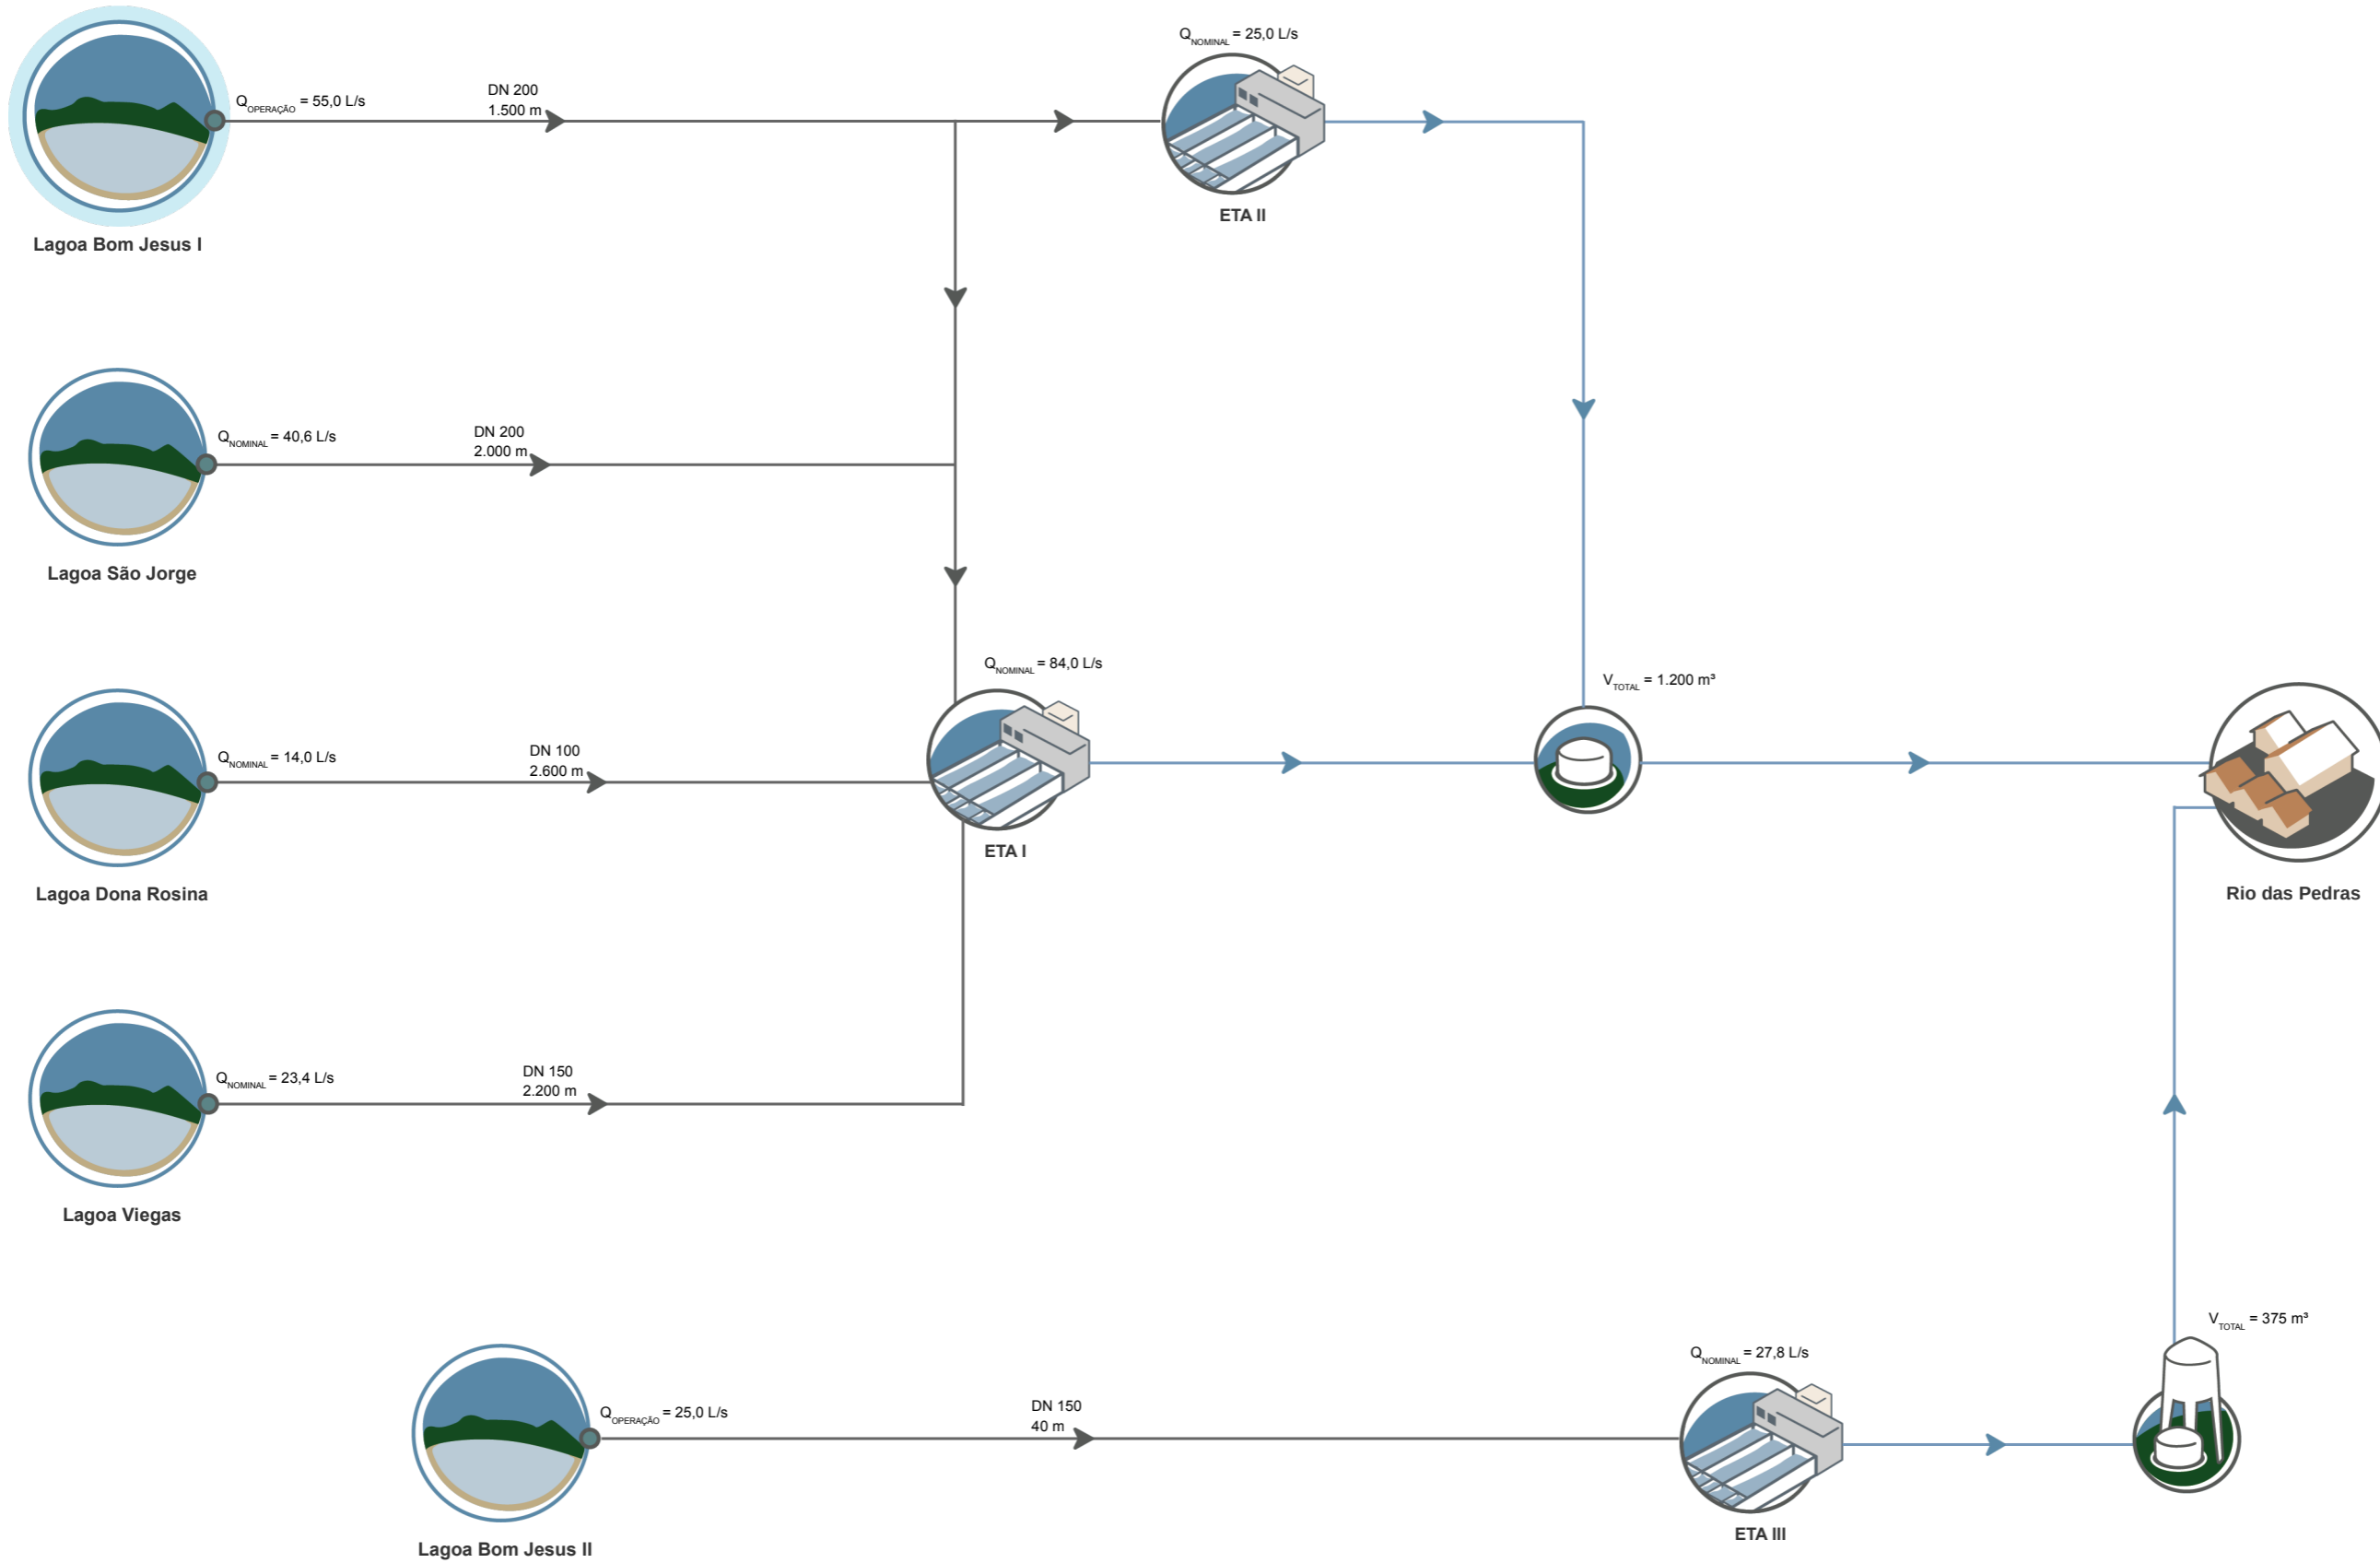 Q NOMINAL = 25,0 L/s
Q OPERAÇÃO = 55,0 L/s
DN 200
1.500 m
ETA II
Lagoa Bom Jesus I
Q NOMINAL = 40,6 L/s
DN 200
2.000 m
Lagoa São Jorge
Q NOMINAL = 84,0 L/s
V TOTAL = 1.200 m³
Q NOMINAL = 14,0 L/s
DN 100
2.600 m
ETA I
Lagoa Dona Rosina
Rio das Pedras
Q NOMINAL = 23,4 L/s
DN 150
2.200 m
Lagoa Viegas
V TOTAL = 375 m³
Q NOMINAL = 27,8 L/s
Q OPERAÇÃO = 25,0 L/s
DN 150
40 m
ETA III
Lagoa Bom Jesus II